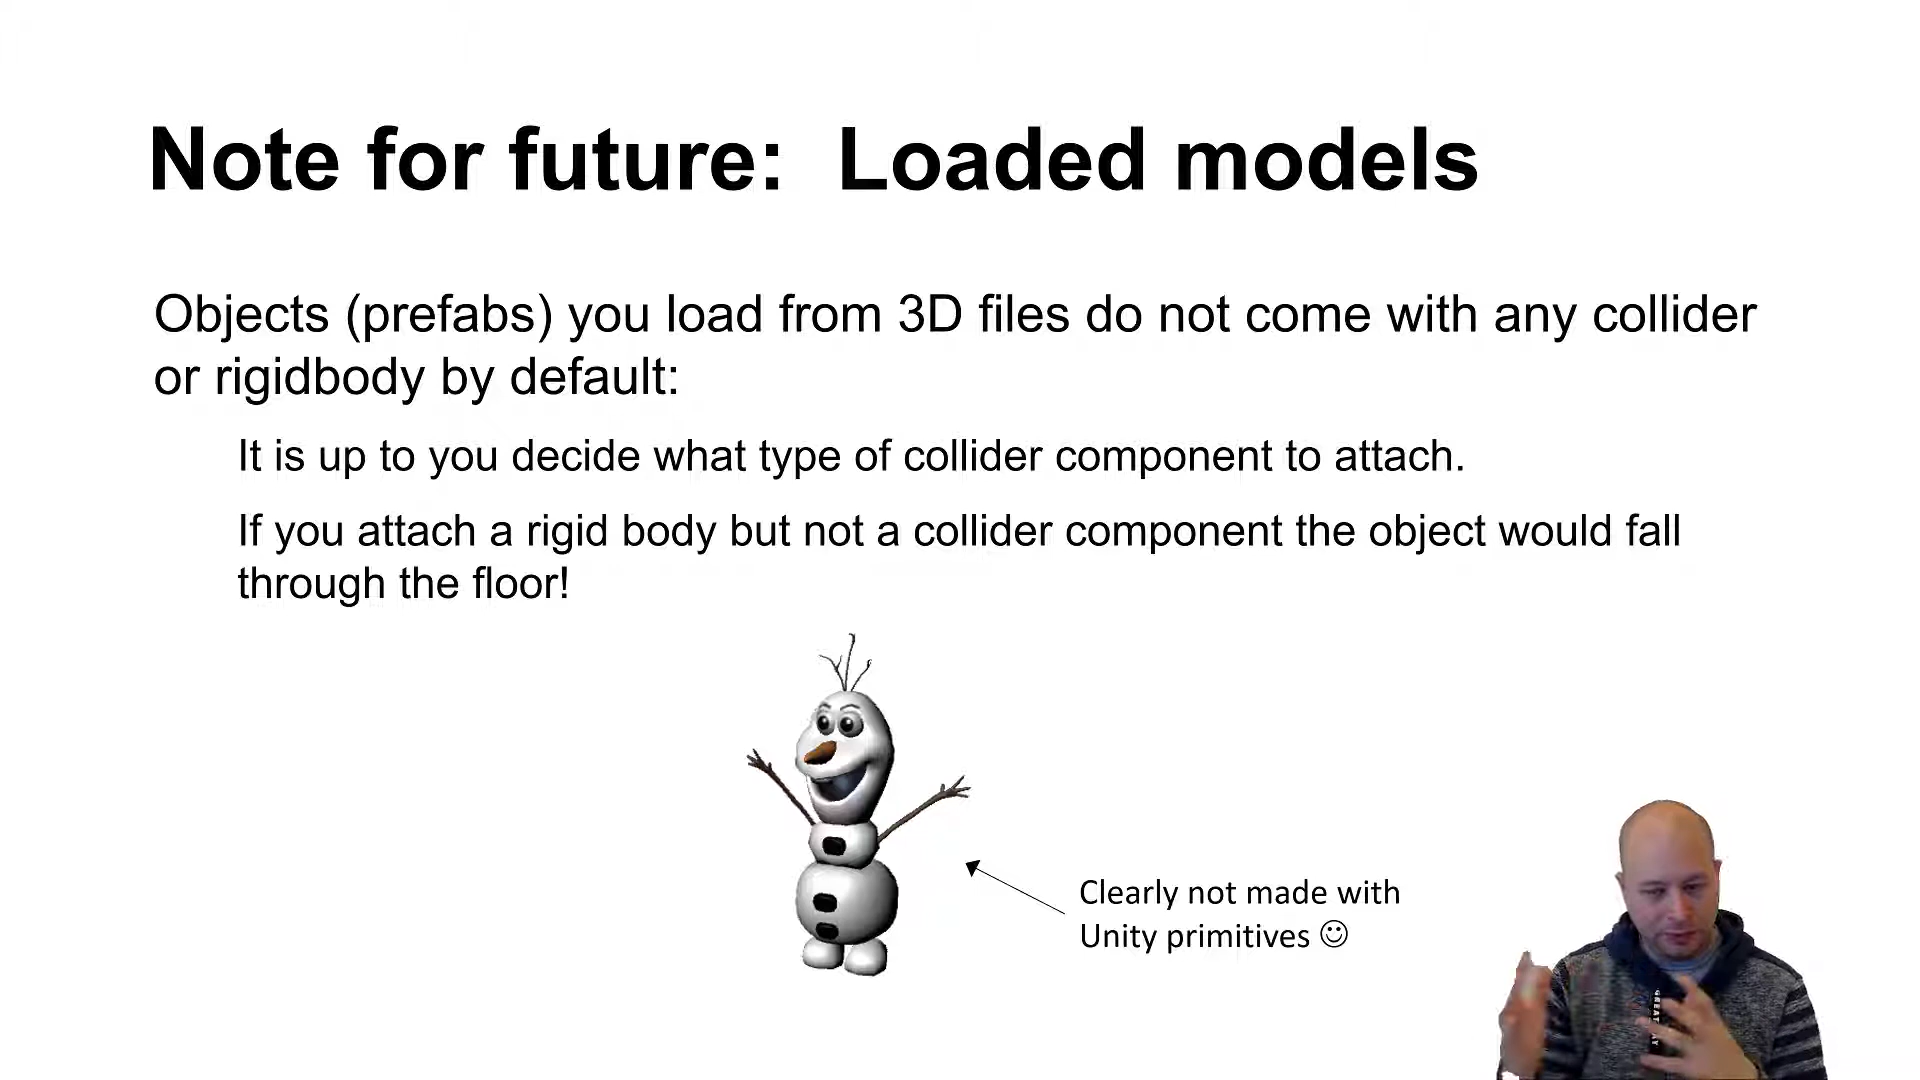 Note for future: Loaded models
Objects (prefabs) you load from 3D files do not come with any collider
or rigidbody by default:
It is up to you decide what type of collider component to attach.
If you attach a rigid body but not a collider component the object would fall
through the floor!
Clearly not made with
Unity primitives ☺